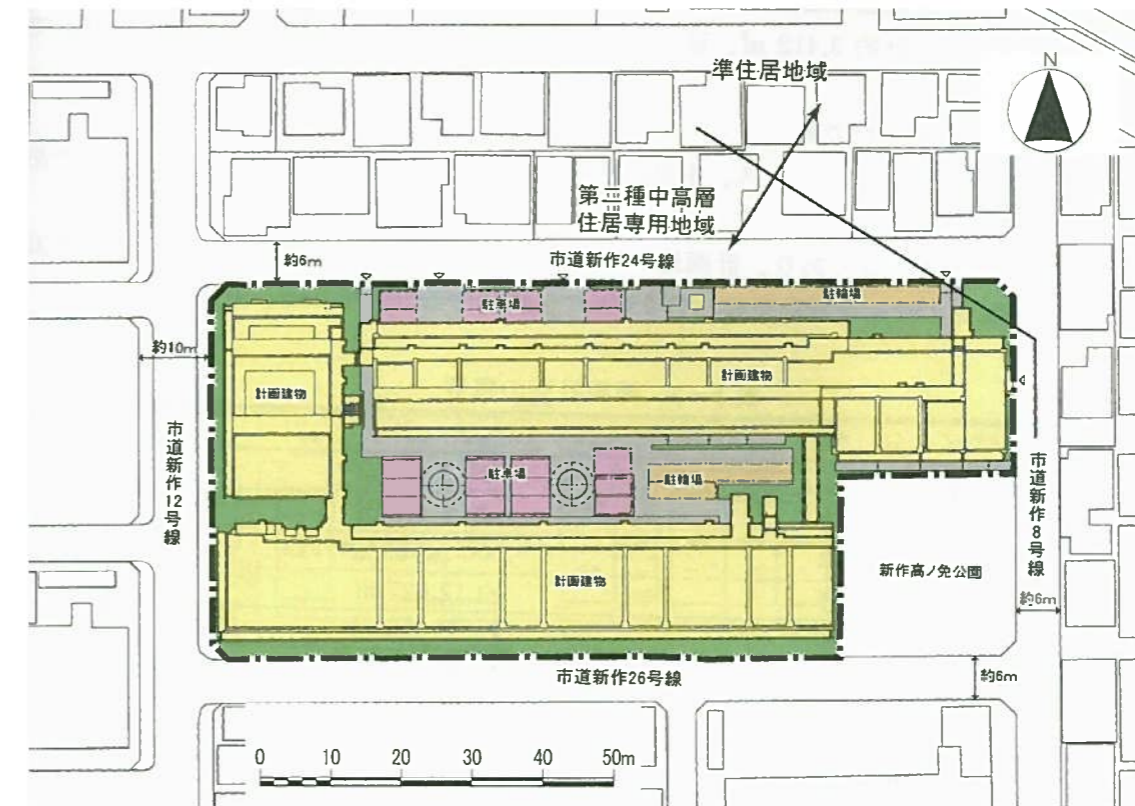 準住居地域
N
第二種中高層
住居専用地域
約6m
市道新作24号線
駐車場
駐輪場
約10m
計画建物
計画建物
市道新作12号線
駐車場
駐輪場
市道新作8号線
計画建物
新作高ノ免公園
約6m
市道新作26号線
約6m
0 10 20 30 40 50m